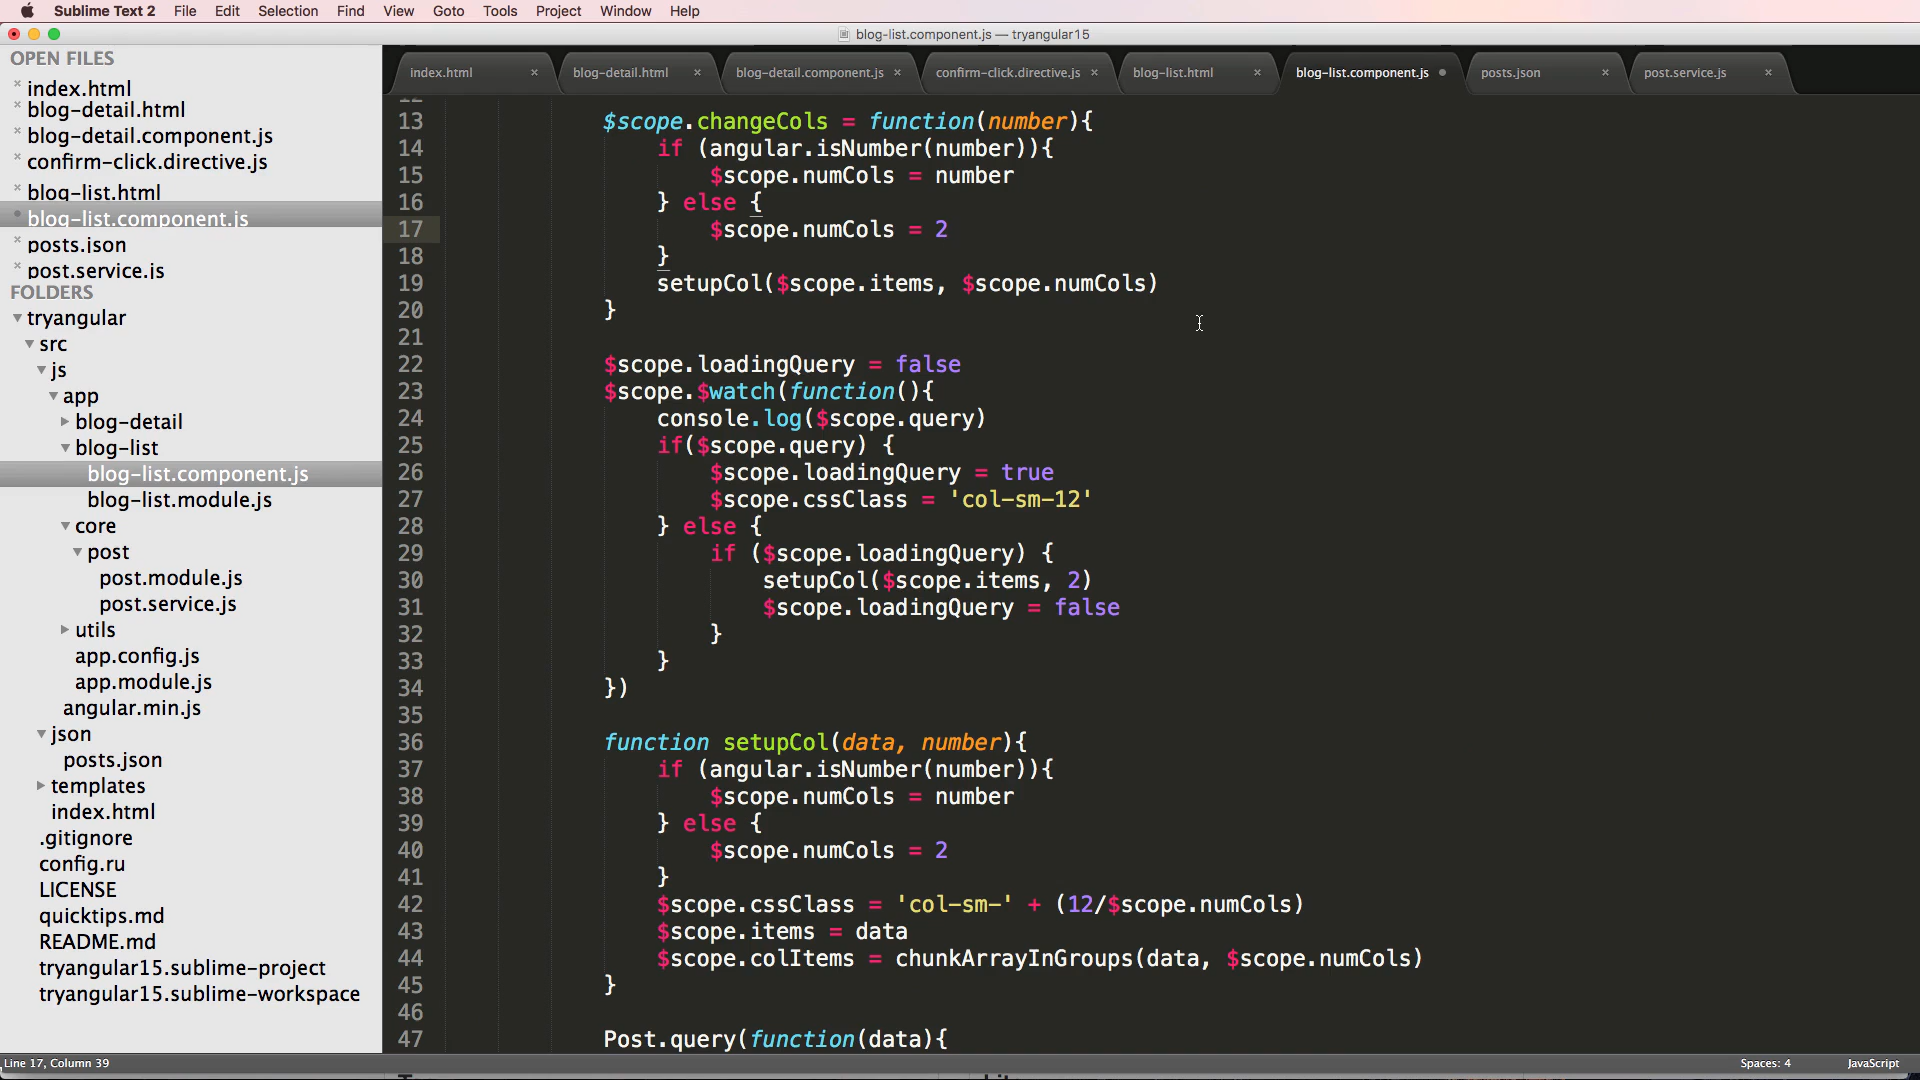 Sublime Text 2 File Edit Selection Find View Goto Tools Project Window Help
blog-list.component.js — tryangular15
OPEN FILES
index.html
blog-detail.html
blog-detail.component.js
confirm-click.directive.js
blog-list.html
blog-list.component.js
posts.json
post.service.js
FOLDERS
tryangular
src
js
app
blog-detail
blog-list
blog-list.component.js
blog-list.module.js
core
post
post.module.js
post.service.js
utils
app.config.js
app.module.js
angular.min.js
json
posts.json
templates
index.html
.gitignore
config.ru
LICENSE
quicktips.md
README.md
tryangular15.sublime-project
tryangular15.sublime-workspace
index.html blog-detail.html blog-detail.component.js confirm-click.directive.js blog-list.html blog-list.component.js posts.json post.service.js
13 $scope.changeCols = function(number){
14 if (angular.isNumber(number)){
15 $scope.numCols = number
16 } else {
17 $scope.numCols = 2
18 }
19 setupCol($scope.items, $scope.numCols)
20 }
21
22 $scope.loadingQuery = false
23 $scope.$watch(function(){
24 console.log($scope.query)
25 if($scope.query) {
26 $scope.loadingQuery = true
27 $scope.cssClass = 'col-sm-12'
28 } else {
29 if ($scope.loadingQuery) {
30 setupCol($scope.items, 2)
31 $scope.loadingQuery = false
32 }
33 }
34 })
35
36 function setupCol(data, number){
37 if (angular.isNumber(number)){
38 $scope.numCols = number
39 } else {
40 $scope.numCols = 2
41 }
42 $scope.cssClass = 'col-sm-' + (12/$scope.numCols)
43 $scope.items = data
44 $scope.colItems = chunkArrayInGroups(data, $scope.numCols)
45 }
46
47 Post.query(function(data){
Line 17, Column 39 Spaces: 4 JavaScript